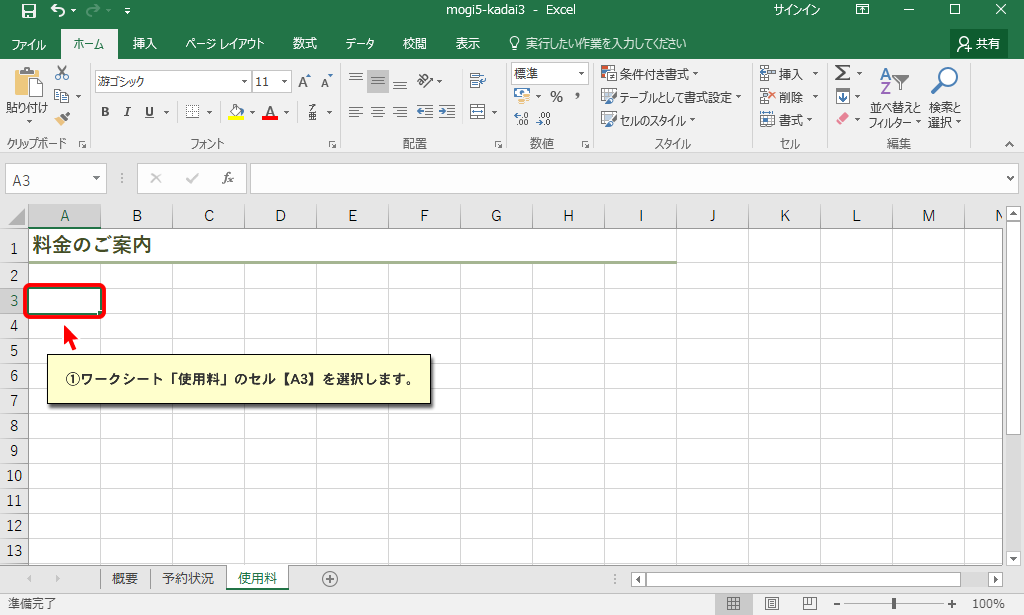 mogi5-kadai3 - Excel
サインイン
ファイル ホーム 挿入 ページ レイアウト 数式 データ 校閲 表示 実行したい作業を入力してください 共有
貼り付け
クリップボード
游ゴシック 11
B I U
フォント
配置
標準
% ,
数値
条件付き書式
テーブルとして書式設定
セルのスタイル
スタイル
挿入
削除
書式
セル
Σ
並べ替えと
フィルター
検索と
選択
編集
A3 fx
A B C D E F G H I J K L M N
1 料金のご案内
2
3
4
①ワークシート「使用料」のセル【A3】を選択します。
5
6
7
8
9
10
11
12
13
概要 予約状況 使用料
準備完了 100%